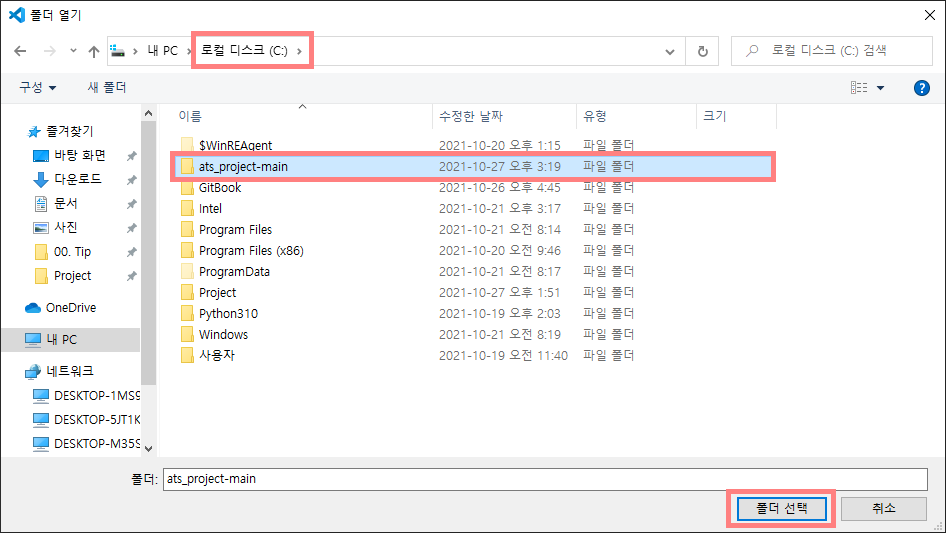 폴더 열기
내 PC > 로컬 디스크 (C:) >
로컬 디스크 (C:) 검색
구성
새 폴더
즐겨찾기
바탕 화면
다운로드
문서
사진
00. Tip
Project
OneDrive
내 PC
네트워크
DESKTOP-1MS9
DESKTOP-5JT1K
DESKTOP-M35S
이름 수정한 날짜 유형 크기
$WinREAgent 2021-10-20 오후 1:15 파일 폴더
ats_project-main 2021-10-27 오후 3:19 파일 폴더
GitBook 2021-10-26 오후 4:45 파일 폴더
Intel 2021-10-21 오후 3:17 파일 폴더
Program Files 2021-10-21 오전 8:14 파일 폴더
Program Files (x86) 2021-10-20 오전 9:46 파일 폴더
ProgramData 2021-10-21 오전 8:17 파일 폴더
Project 2021-10-27 오후 1:51 파일 폴더
Python310 2021-10-19 오후 2:03 파일 폴더
Windows 2021-10-21 오전 8:19 파일 폴더
사용자 2021-10-19 오전 11:40 파일 폴더
폴더: ats_project-main
폴더 선택
취소